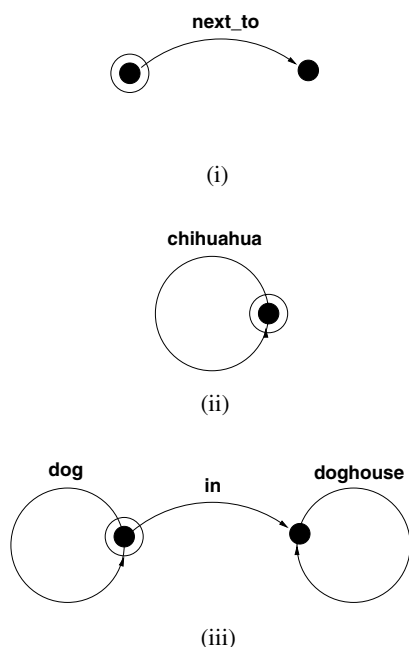 next_to
(i)
chihuahua
(ii)
dog in doghouse
(iii)